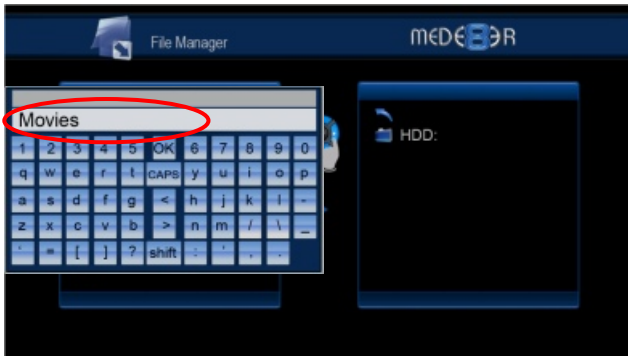 File Manager
MEDE8ER
Movies
HDD:
1 2 3 4 5 OK 6 7 8 9 0
q w e r t CAPS y u i o p
a s d f g < h j k l -
z x c v b > n m / \ _
' = [ ] ? shift : ' , .